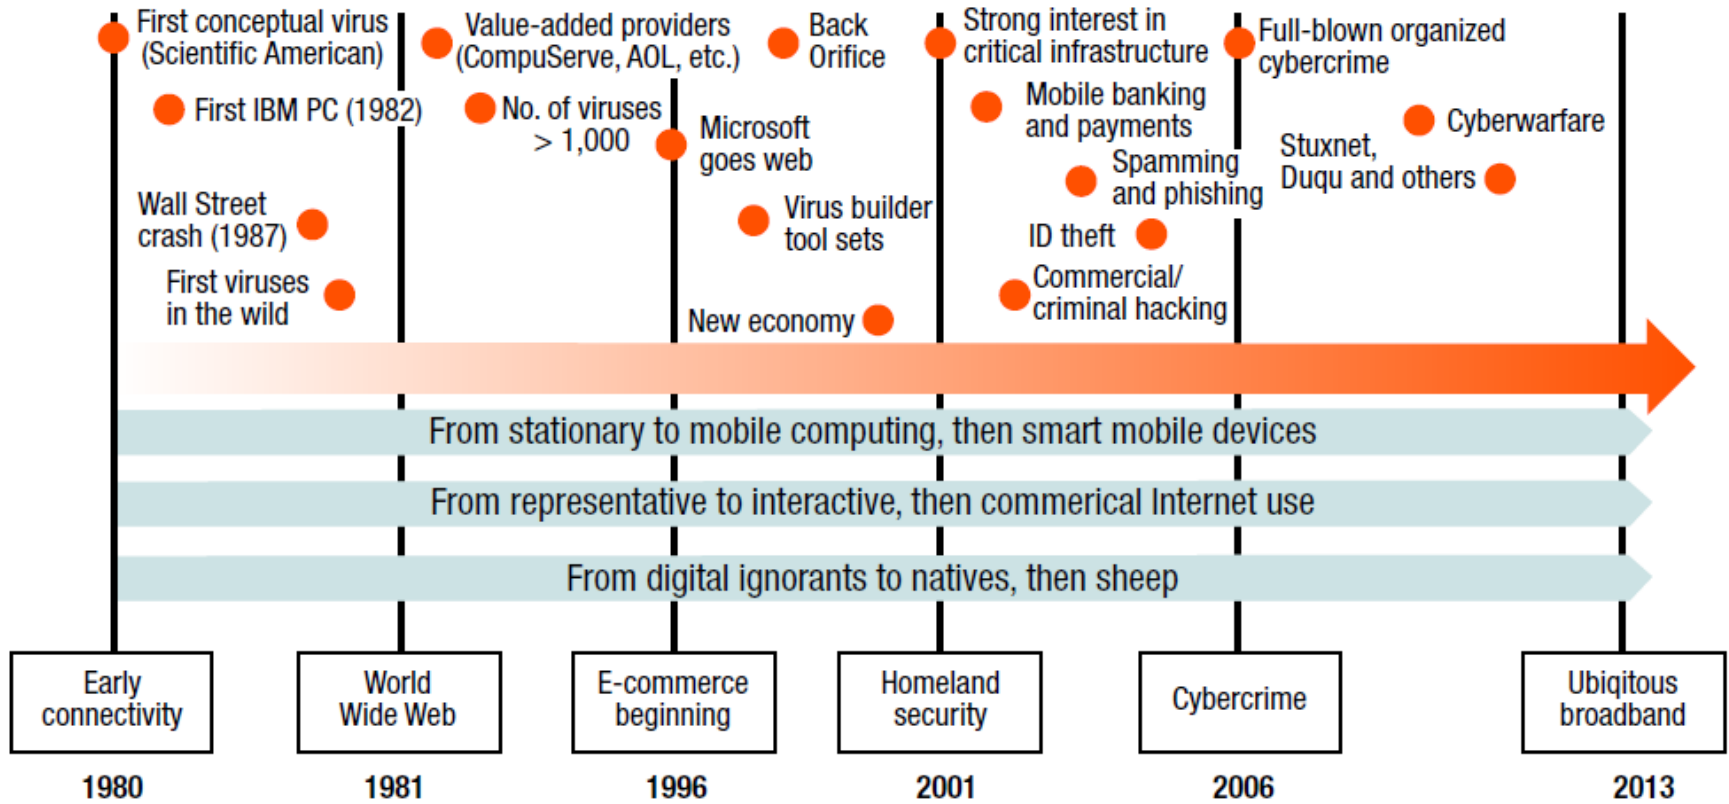 First conceptual virus
(Scientific American)
First IBM PC (1982)
Wall Street
crash (1987)
First viruses
in the wild
Value-added providers
(CompuServe, AOL, etc.)
No. of viruses
> 1,000
Microsoft
goes web
Back
Orifice
Virus builder
tool sets
New economy
Strong interest in
critical infrastructure
Mobile banking
and payments
Spamming
and phishing
ID theft
Commercial/
criminal hacking
Full-blown organized
cybercrime
Cyberwarfare
Stuxnet,
Duqu and others
From stationary to mobile computing, then smart mobile devices
From representative to interactive, then commerical Internet use
From digital ignorants to natives, then sheep
Early
connectivity
World
Wide Web
E-commerce
beginning
Homeland
security
Cybercrime
Ubiqitous
broadband
1980
1981
1996
2001
2006
2013